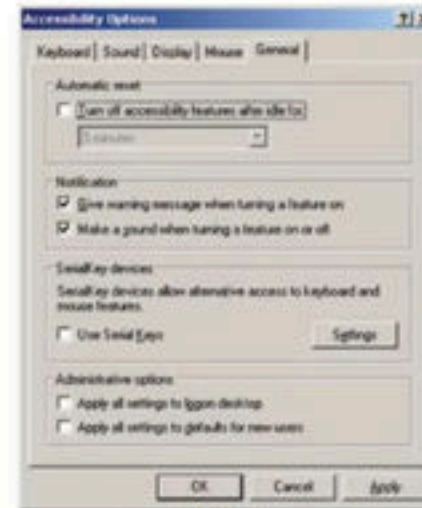 Accessibility Options
Keyboard Sound Display Mouse General
Automatic reset
Turn off accessibility features after idle for:
5 minutes
Notification
Give warning message when turning a feature on
Make a sound when turning a feature on or off
SerialKey devices
SerialKey devices allow alternative access to keyboard and
mouse features.
Use Serial Keys
Settings
Administrative options
Apply all settings to logon desktop
Apply all settings to defaults for new users
OK Cancel Apply